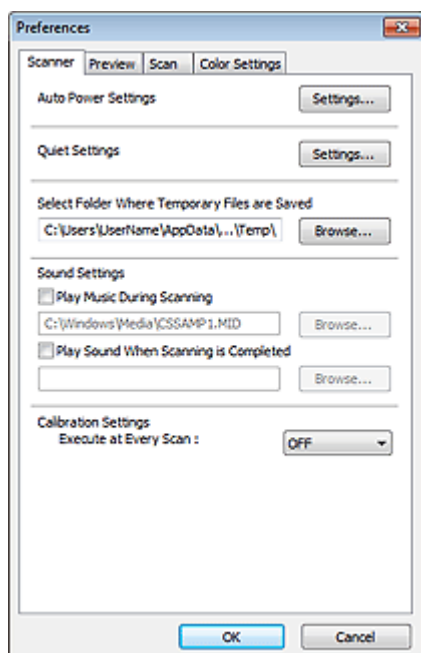 Preferences
Scanner Preview Scan Color Settings
Auto Power Settings Settings...
Quiet Settings Settings...
Select Folder Where Temporary Files are Saved
C:\Users\UserName\AppData\...\Temp\ Browse...
Sound Settings
Play Music During Scanning
C:\Windows\Media\CSSAMP1.MID Browse...
Play Sound When Scanning is Completed
Browse...
Calibration Settings
Execute at Every Scan : OFF
OK Cancel